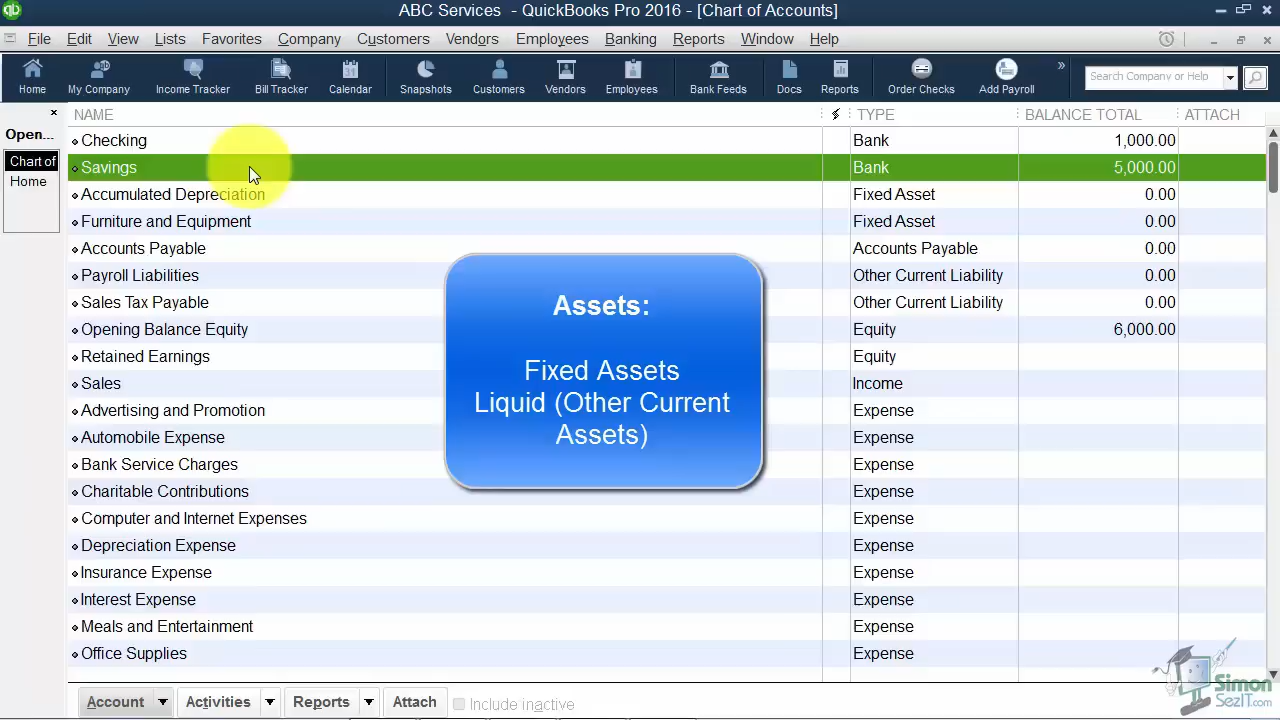 ABC Services - QuickBooks Pro 2016 - [Chart of Accounts]
File Edit View Lists Favorites Company Customers Vendors Employees Banking Reports Window Help
Home My Company Income Tracker Bill Tracker Calendar Snapshots Customers Vendors Employees Bank Feeds Docs Reports Order Checks Add Payroll » Search Company or Help
NAME TYPE BALANCE TOTAL ATTACH
Open...
Chart of
Home
Checking Bank 1,000.00
Savings Bank 5,000.00
Accumulated Depreciation Fixed Asset 0.00
Furniture and Equipment Fixed Asset 0.00
Accounts Payable Accounts Payable 0.00
Payroll Liabilities Other Current Liability 0.00
Sales Tax Payable Other Current Liability 0.00
Opening Balance Equity Equity 6,000.00
Retained Earnings Equity
Sales Income
Advertising and Promotion Expense
Automobile Expense Expense
Bank Service Charges Expense
Charitable Contributions Expense
Computer and Internet Expenses Expense
Depreciation Expense Expense
Insurance Expense Expense
Interest Expense Expense
Meals and Entertainment Expense
Office Supplies Expense
Assets:
Fixed Assets
Liquid (Other Current
Assets)
Account Activities Reports Attach Include inactive
Simon
SezIT.com